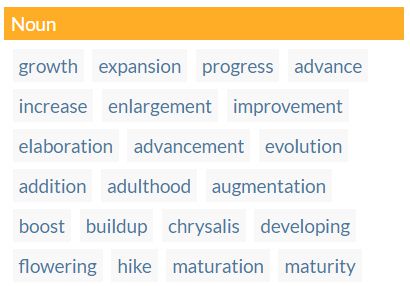 Noun
growth expansion progress advance
increase enlargement improvement
elaboration advancement evolution
addition adulthood augmentation
boost buildup chrysalis developing
flowering hike maturation maturity